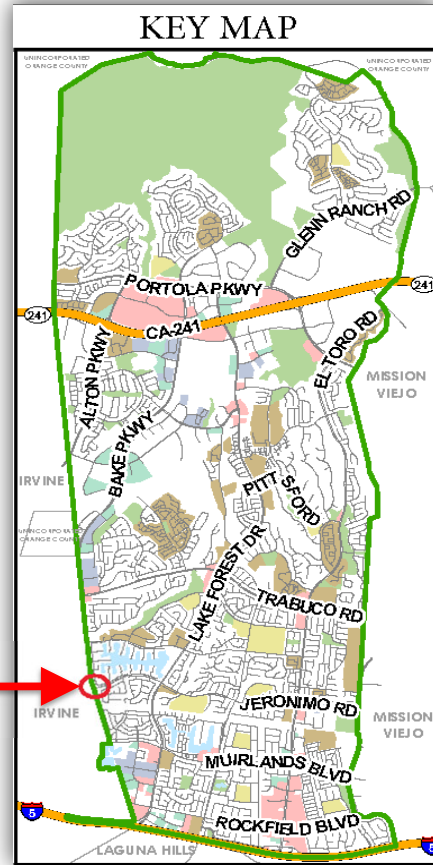 KEY MAP
UNINCORPORATED
ORANGE COUNTY
UNINCORPORATED
ORANGE COUNTY
GLENN RANCH RD
PORTOLA PKWY
241
241
CA-241
EL TORO RD
ALTON PKWY
MISSION
VIEJO
BAKE PKWY
IRVINE
PITTSFORD
UNINCORPORATED
ORANGE COUNTY
LAKE FOREST DR
TRABUCO RD
IRVINE
JERONIMO RD
MISSION
VIEJO
MUIRLANDS BLVD
ROCKFIELD BLVD
5
5
LAGUNA HILLS